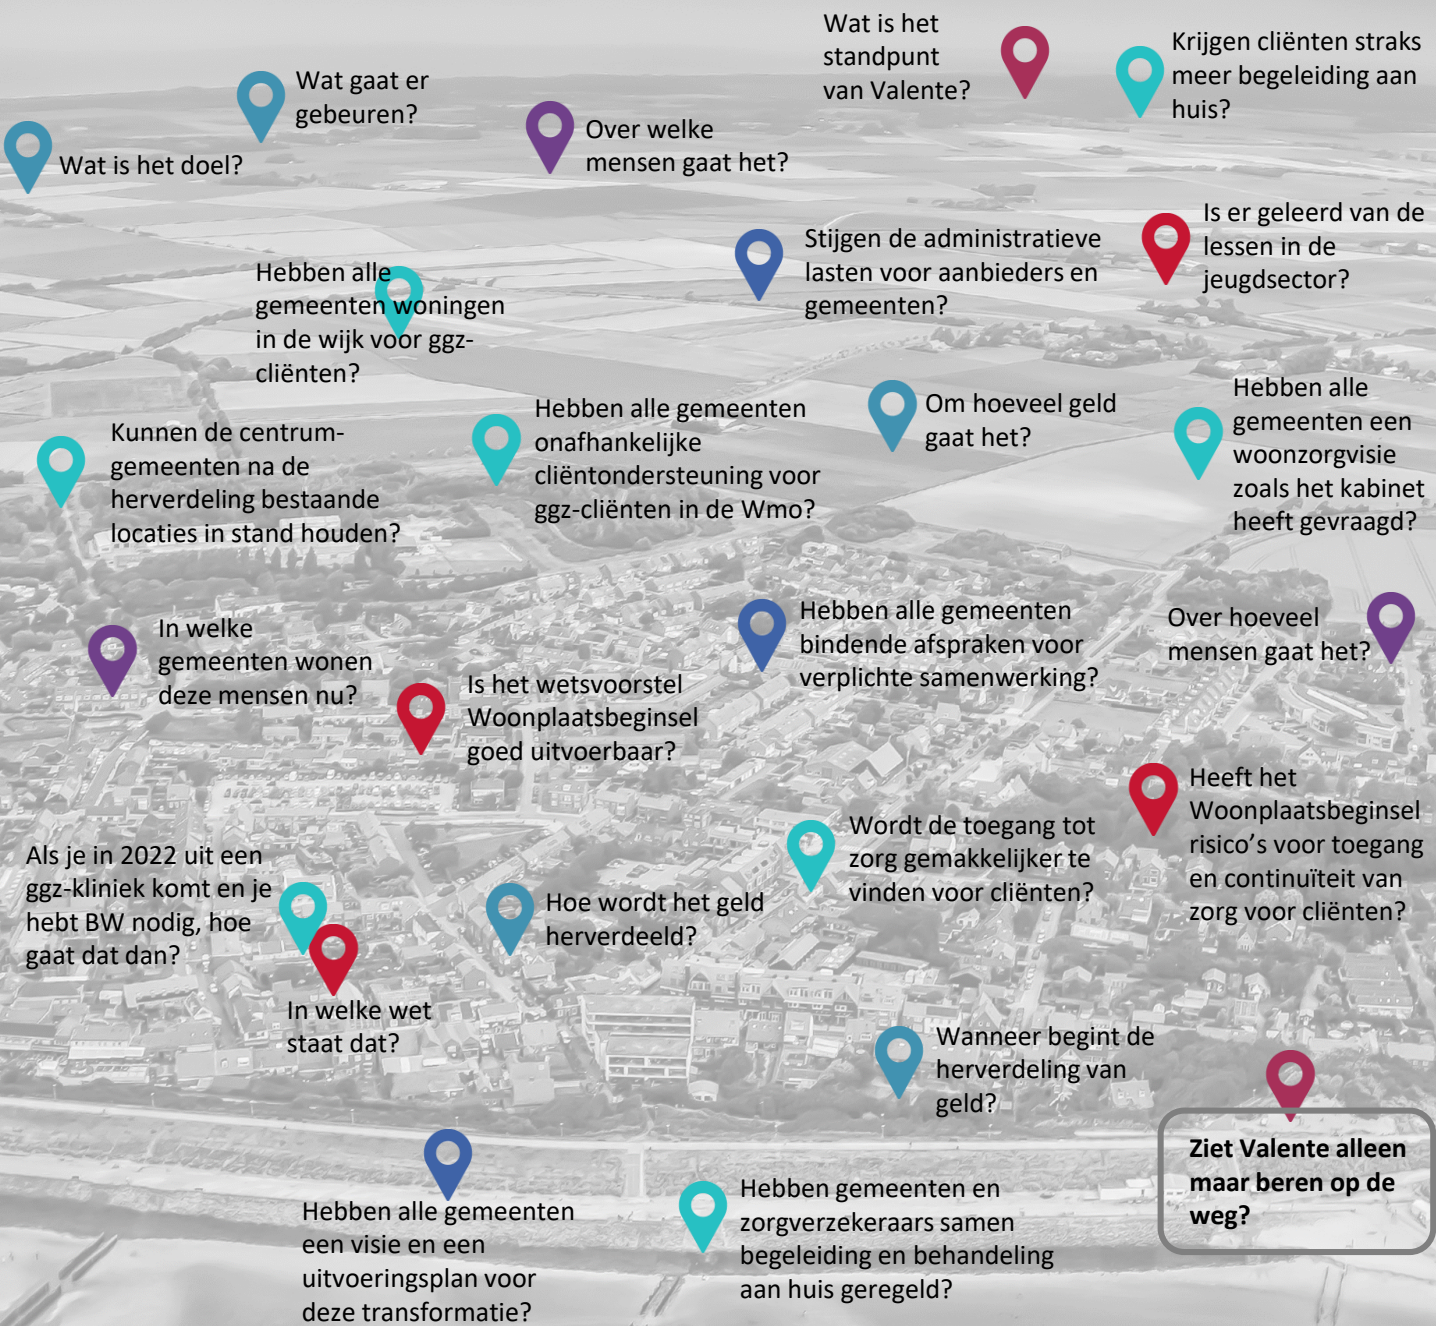 Wat is het
standpunt
van Valente?
Krijgen cliënten straks
meer begeleiding aan
huis?
Wat gaat er
gebeuren?
Over welke
mensen gaat het?
Wat is het doel?
Is er geleerd van de
lessen in de
jeugdsector?
Stijgen de administratieve
lasten voor aanbieders en
gemeenten?
Hebben alle
gemeenten woningen
in de wijk voor ggz-
cliënten?
Hebben alle
gemeenten een
woonzorgvisie
zoals het kabinet
heeft gevraagd?
Om hoeveel geld
gaat het?
Hebben alle gemeenten
onafhankelijke
cliëntondersteuning voor
ggz-cliënten in de Wmo?
Kunnen de centrum-
gemeenten na de
herverdeling bestaande
locaties in stand houden?
Hebben alle gemeenten
bindende afspraken voor
verplichte samenwerking?
Over hoeveel
mensen gaat het?
In welke
gemeenten wonen
deze mensen nu?
Is het wetsvoorstel
Woonplaatsbeginsel
goed uitvoerbaar?
Heeft het
Woonplaatsbeginsel
risico’s voor toegang
en continuïteit van
zorg voor cliënten?
Wordt de toegang tot
zorg gemakkelijker te
vinden voor cliënten?
Als je in 2022 uit een
ggz-kliniek komt en je
hebt BW nodig, hoe
gaat dat dan?
Hoe wordt het geld
herverdeeld?
In welke wet
staat dat?
Wanneer begint de
herverdeling van
geld?
Ziet Valente alleen
maar beren op de
weg?
Hebben gemeenten en
zorgverzekeraars samen
begeleiding en behandeling
aan huis geregeld?
Hebben alle gemeenten
een visie en een
uitvoeringsplan voor
deze transformatie?